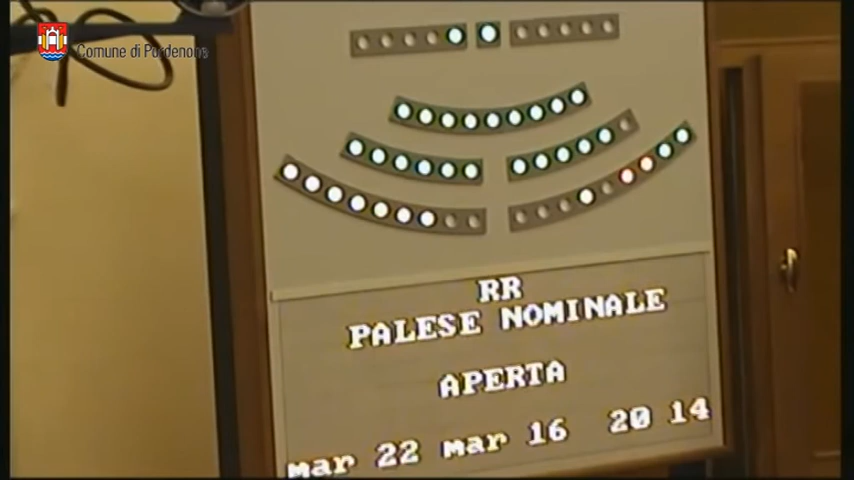 Comune di Pordenone
RR
PALESE NOMINALE
APERTA
mar 22 mar 16 20 14